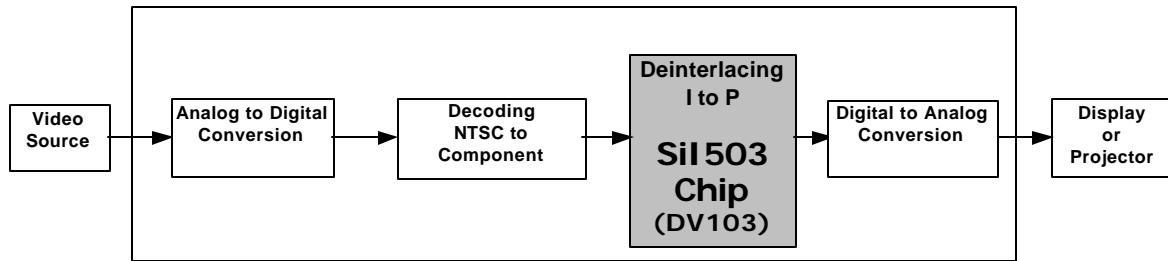 Video
Source
Analog to Digital
Conversion
Decoding
NTSC to
Component
Deinterlacing
I to P
SiI503
Chip
(DV103)
Digital to Analog
Conversion
Display
or
Projector